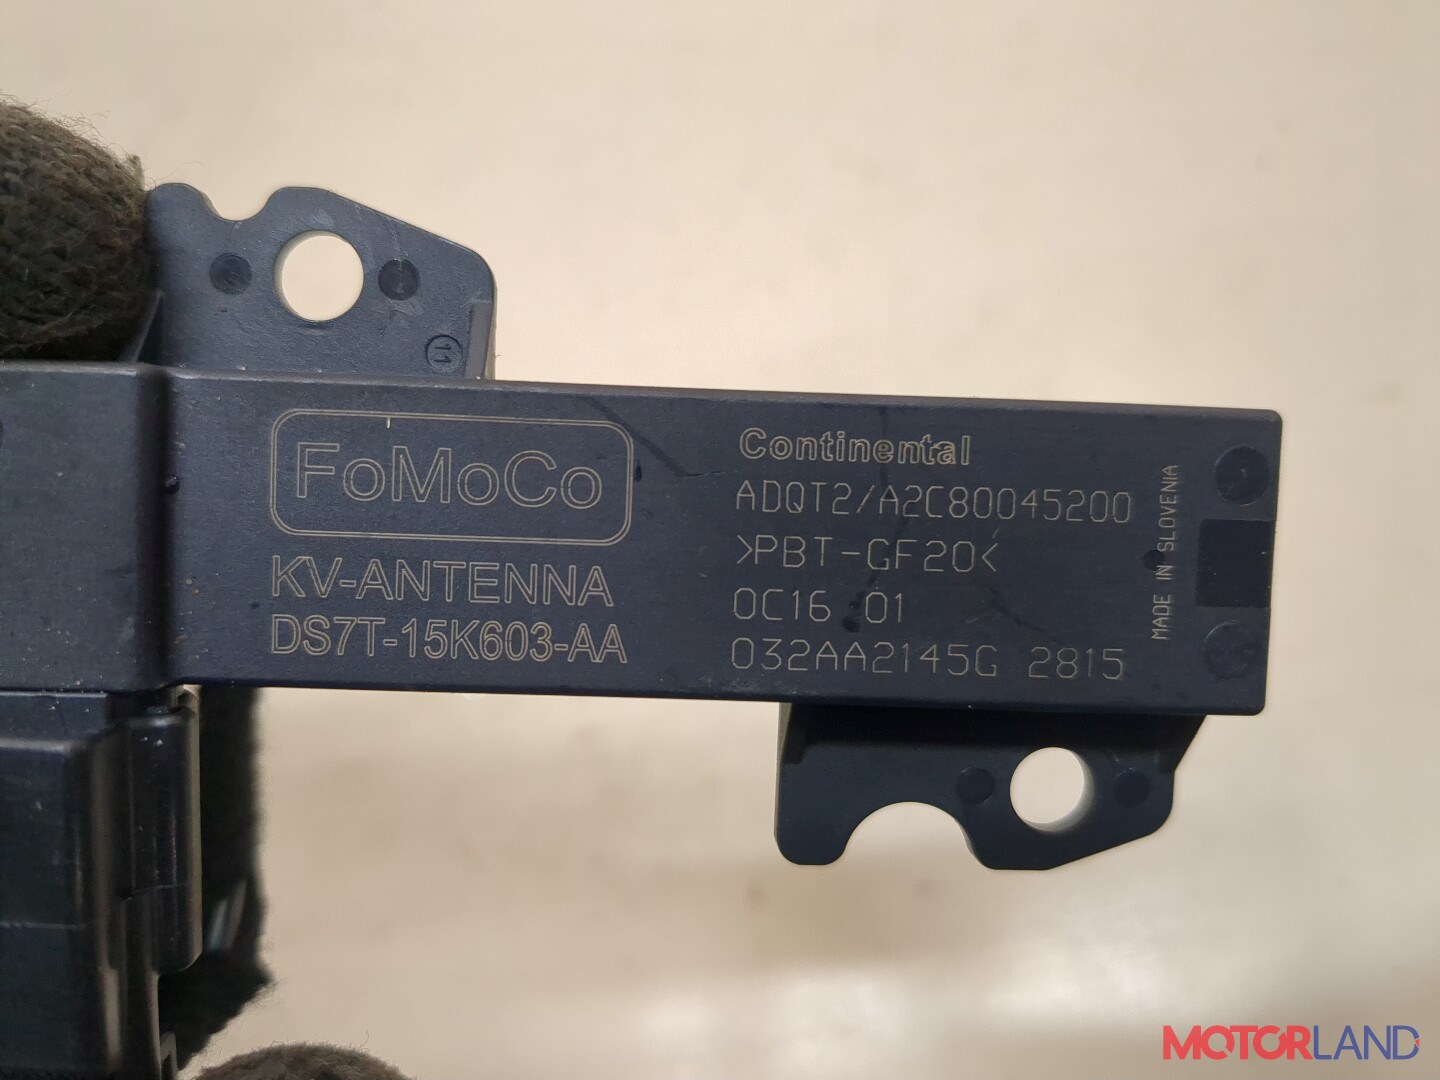 11
FoMoCo
KV-ANTENNA
DS7T-15K603-AA
Continental
ADQT2/A2C80045200
>PBT-GF20<
0C16 01
032AA2145G 2815
MADE IN SLOVENIA
MOTORLAND